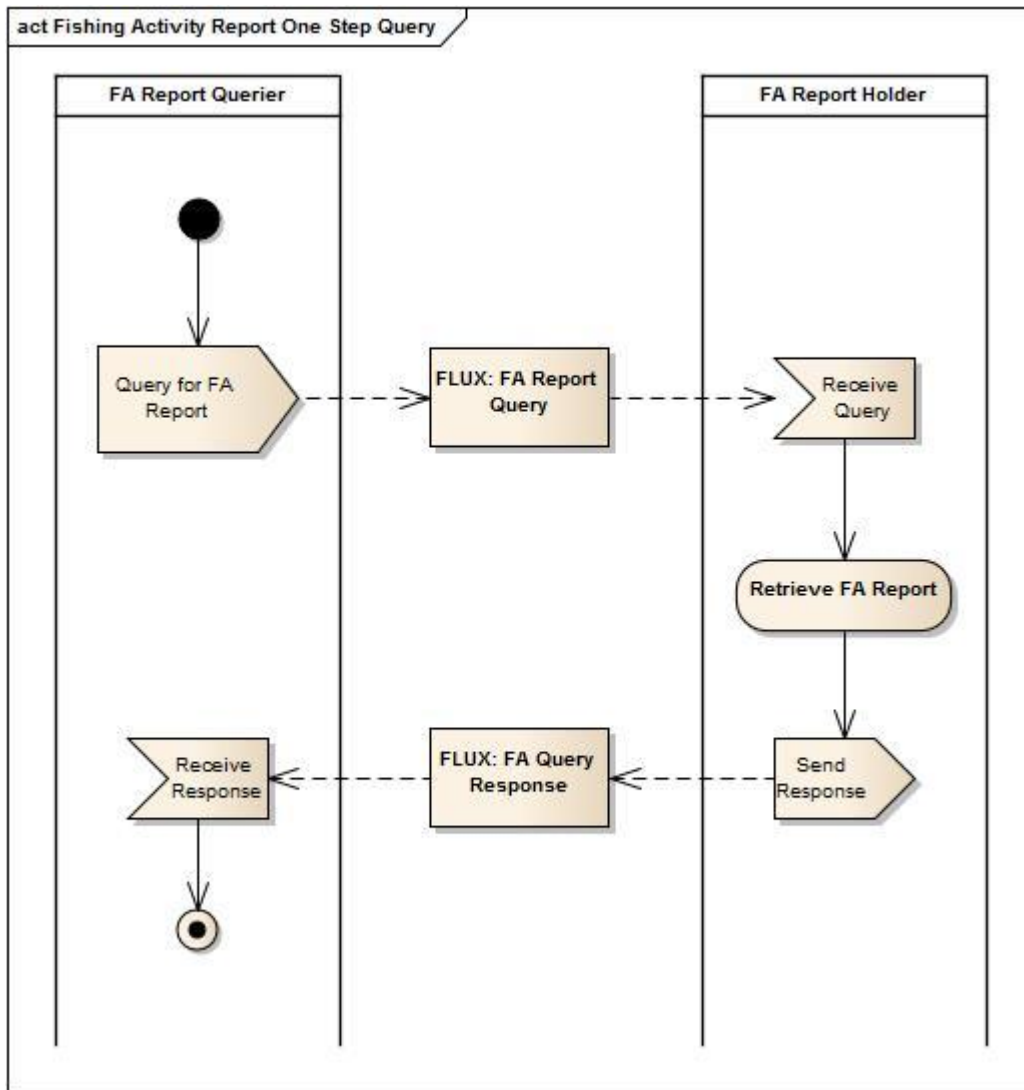 act Fishing Activity Report One Step Query
FA Report Querier
FA Report Holder
Query for FA
Report
FLUX: FA Report
Query
Receive
Query
Retrieve FA Report
Receive
Response
FLUX: FA Query
Response
Send
Response